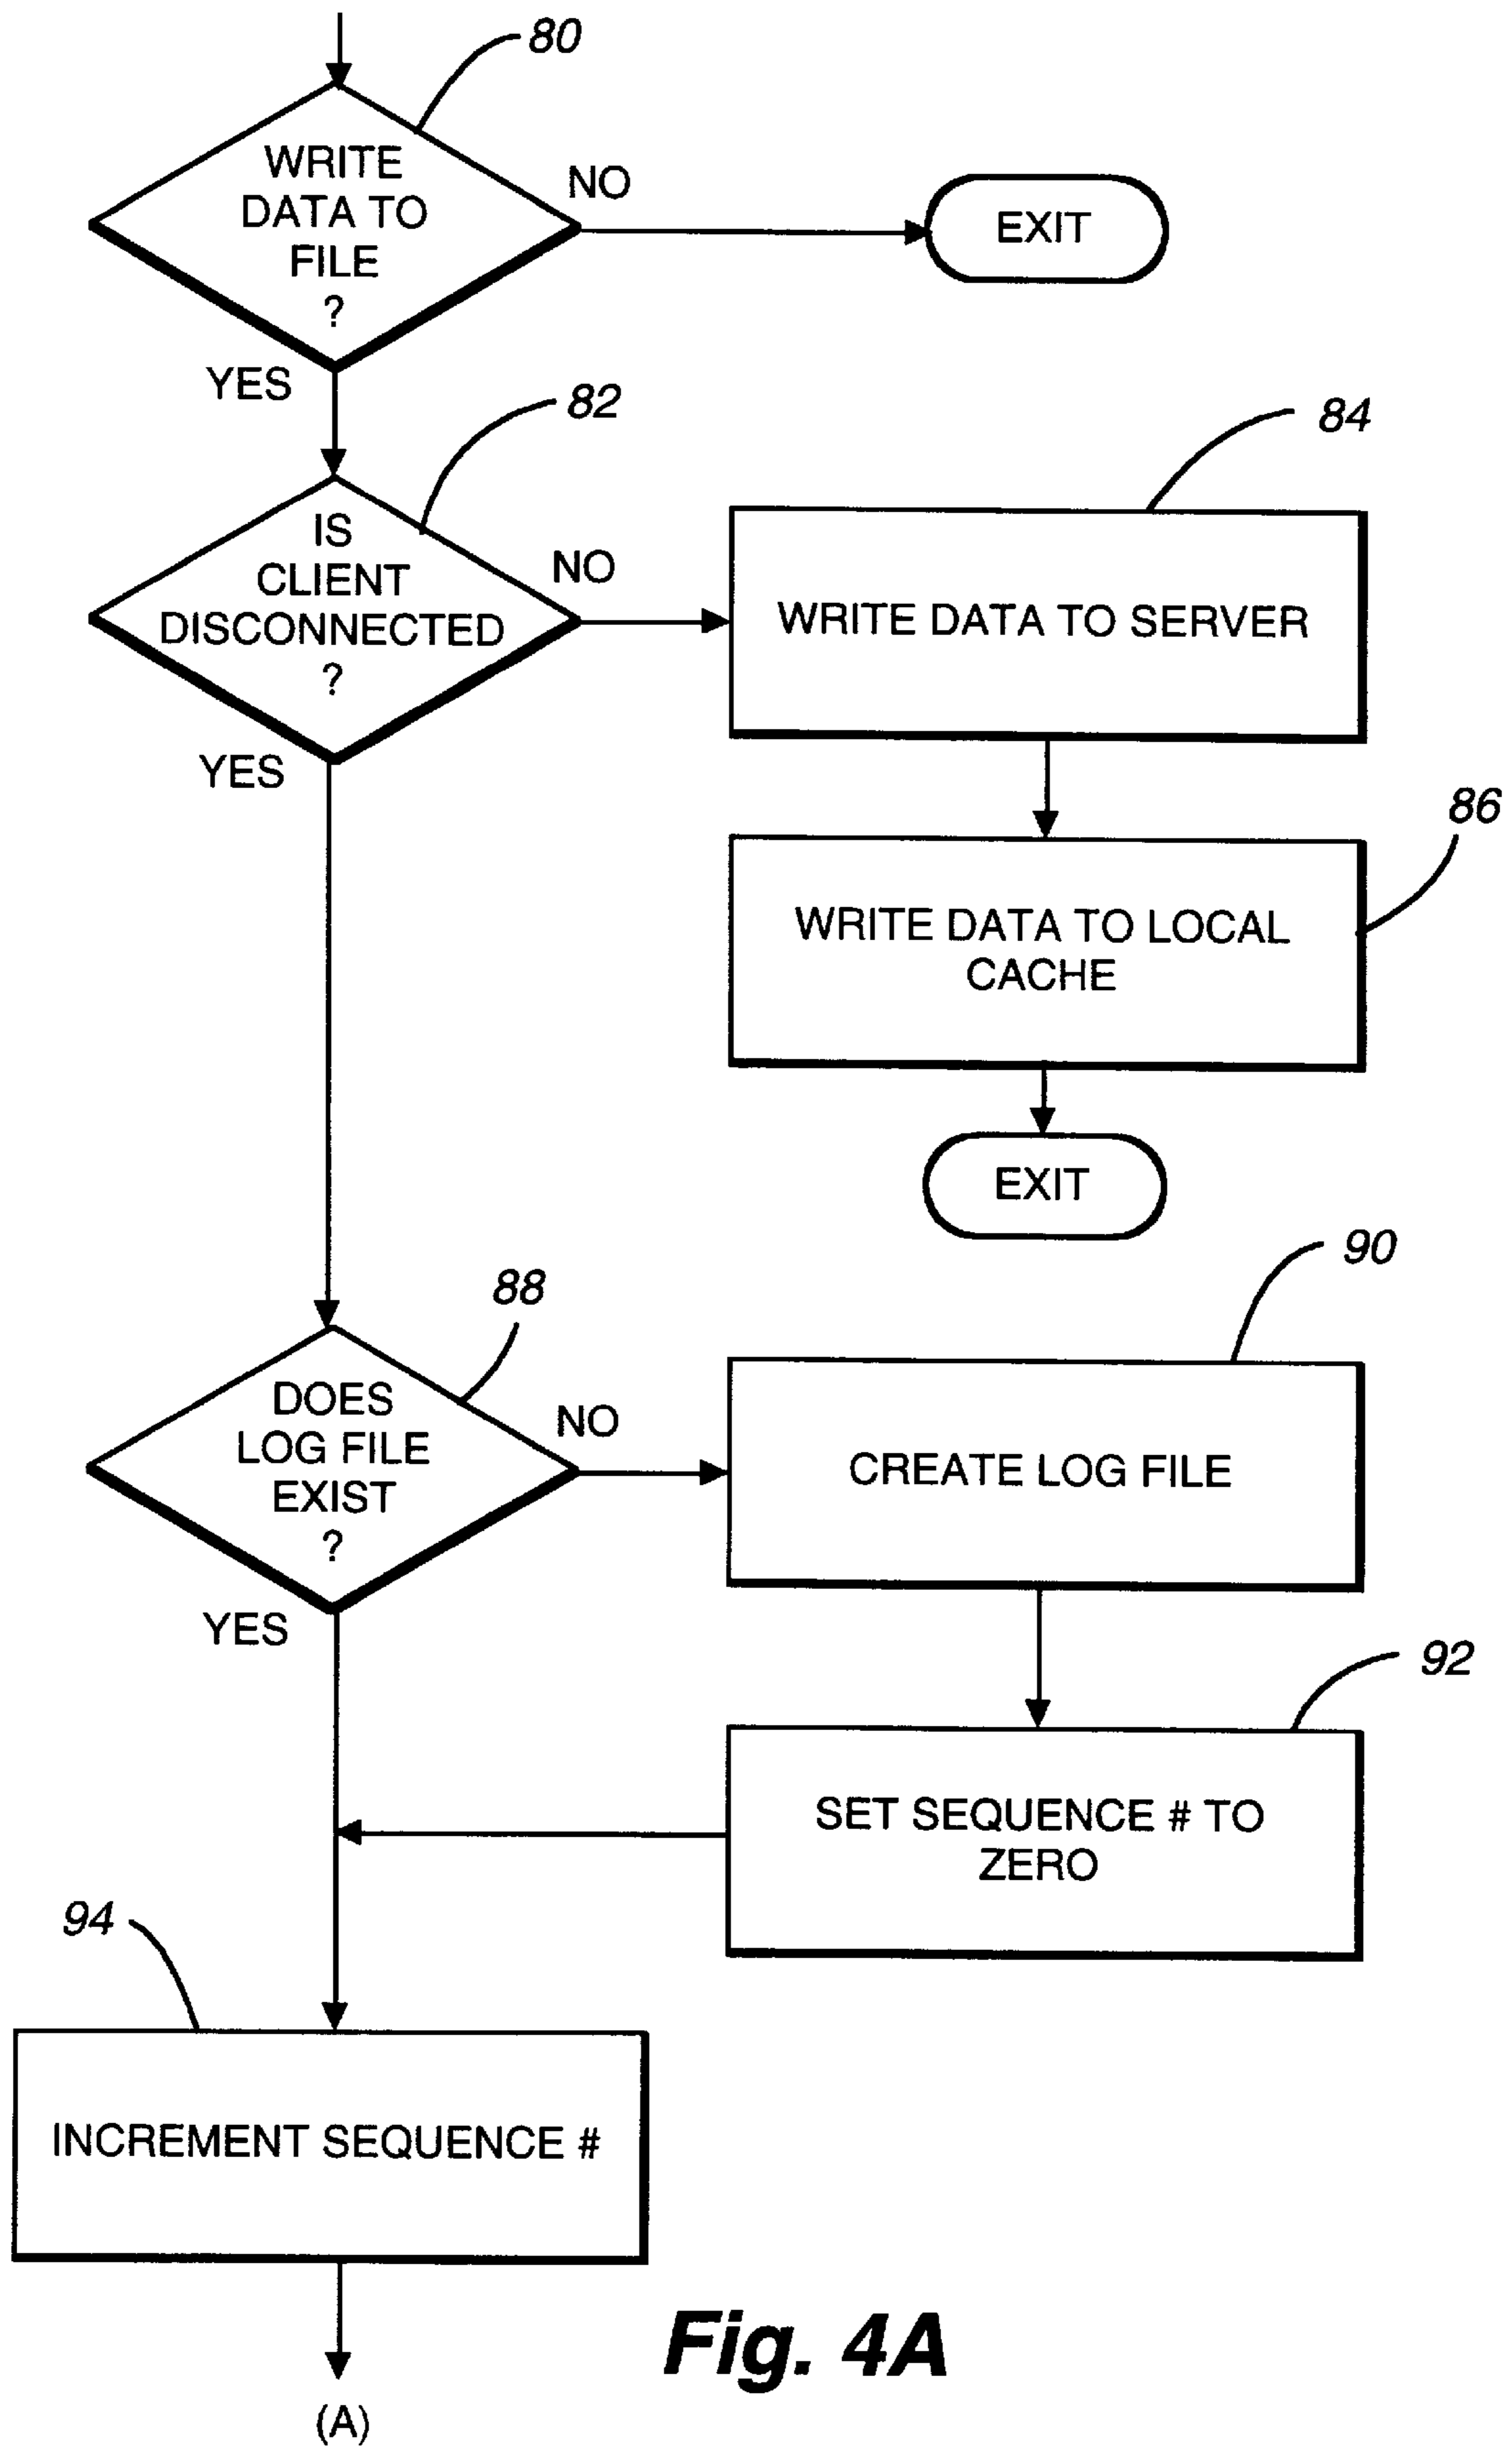 80
WRITE
DATA TO
FILE
?
NO
EXIT
YES
82
84
IS
CLIENT
DISCONNECTED
?
NO
WRITE DATA TO SERVER
YES
86
WRITE DATA TO LOCAL
CACHE
EXIT
90
88
DOES
LOG FILE
EXIST
?
NO
CREATE LOG FILE
YES
92
SET SEQUENCE # TO
ZERO
94
INCREMENT SEQUENCE #
(A)
Fig. 4A